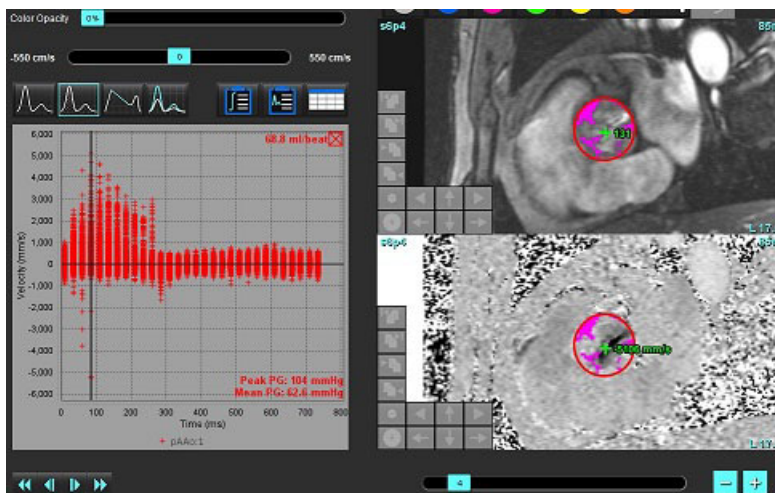 Color Opacity 0%
-550 cm/s 0 550 cm/s
68.8 ml/beat
6,000
5,000
4,000
3,000
2,000
1,000
0
-1,000
-2,000
-3,000
-4,000
-5,000
-6,000
Velocity (mm/s)
Peak PG: 104 mmHg
Mean PG: 62.6 mmHg
0 100 200 300 400 500 600 700 800
Time (ms)
+ pAAo:1
s6p4
131
s6p4
-5106 mm/s
4